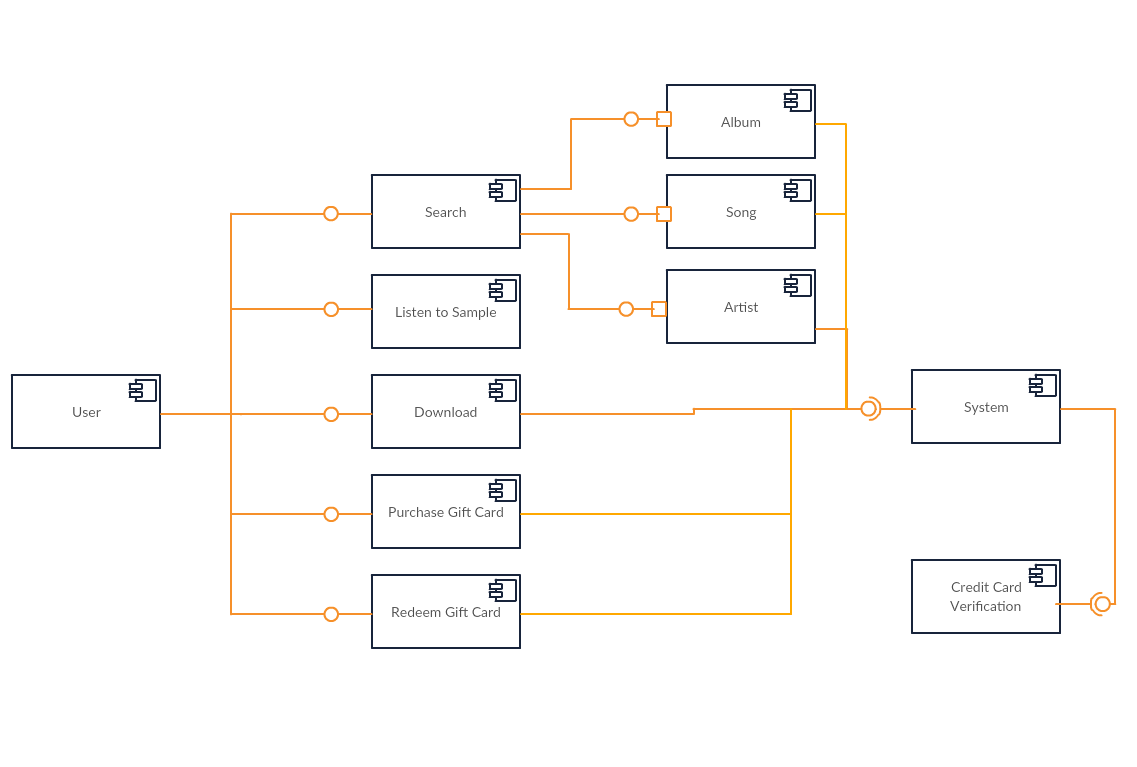 Album
Search
Song
Listen to Sample
Artist
User
Download
System
Purchase Gift Card
Redeem Gift Card
Credit Card
Verification